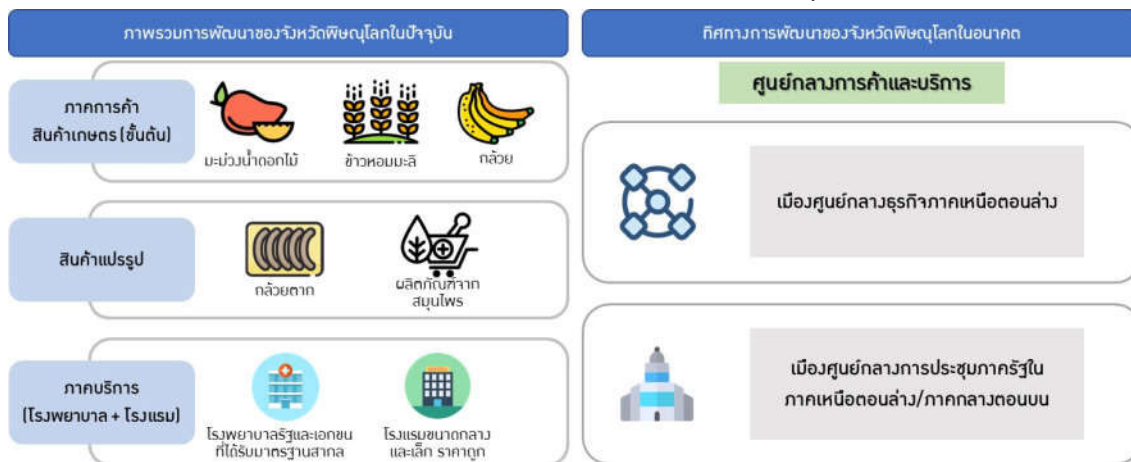 ภาพรวมการพัฒนาของจังหวัดพิษณุโลกในปัจจุบัน
ภาคการค้า
สินค้าเกษตร (ขั้นต้น)
มะม่วงน้ำดอกไม้
ข้าวหอมมะลิ
กล้วย
สินค้าแปรรูป
กล้วยตาก
ผลิตภัณฑ์จาก
สมุนไพร
ภาคบริการ
(โรงพยาบาล + โรงแรม)
โรงพยาบาลรัฐและเอกชน
ที่ได้รับมาตรฐานสากล
โรงแรมขนาดกลาง
และเล็ก ราคาถูก
ทิศทางการพัฒนาของจังหวัดพิษณุโลกในอนาคต
ศูนย์กลางการค้าและบริการ
เมืองศูนย์กลางธุรกิจภาคเหนือตอนล่าง
เมืองศูนย์กลางการประชุมภาครัฐใน
ภาคเหนือตอนล่าง/ภาคกลางตอนบน